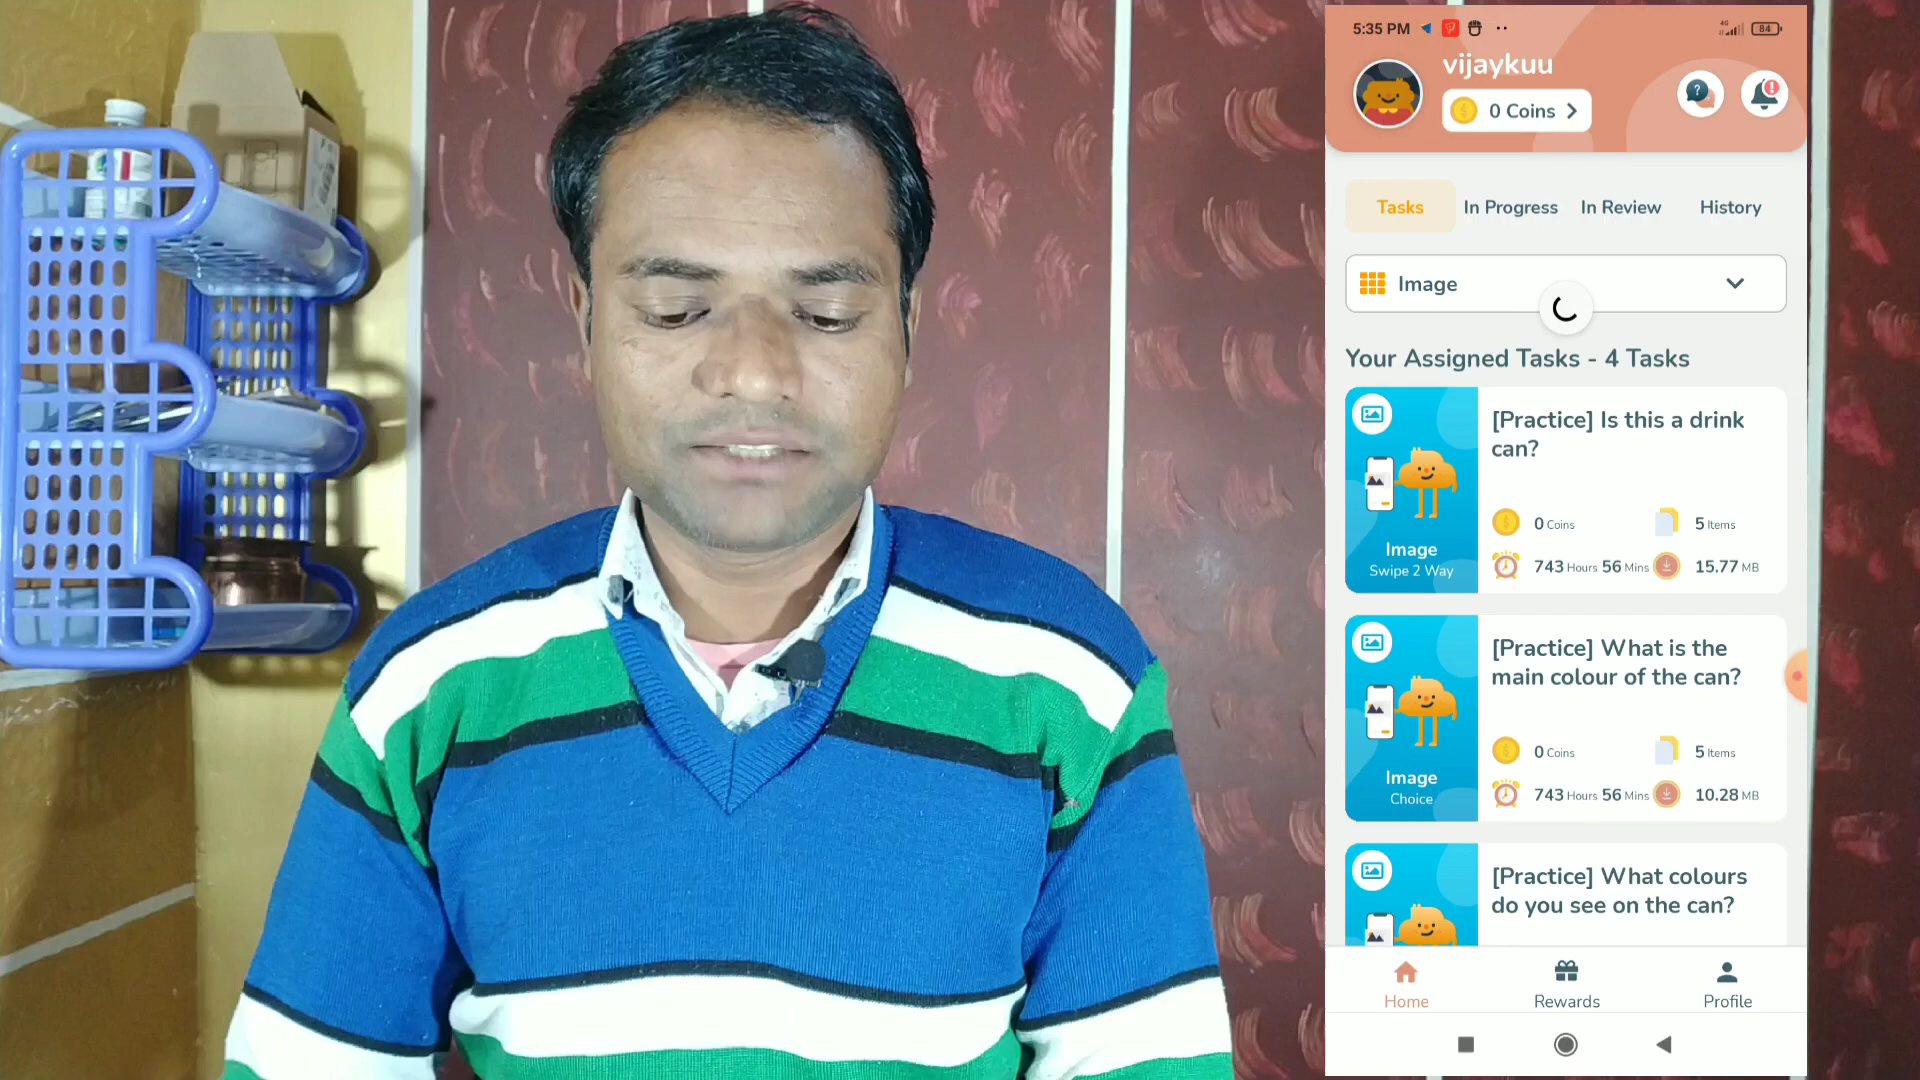 5:35 PM
4G
84
vijaykuu
0 Coins
Tasks
In Progress
In Review
History
Image
Your Assigned Tasks - 4 Tasks
[Practice] Is this a drink
can?
0 Coins
5 Items
743 Hours 56 Mins
15.77 MB
Image
Swipe 2 Way
[Practice] What is the
main colour of the can?
0 Coins
5 Items
743 Hours 56 Mins
10.28 MB
Image
Choice
[Practice] What colours
do you see on the can?
Home
Rewards
Profile